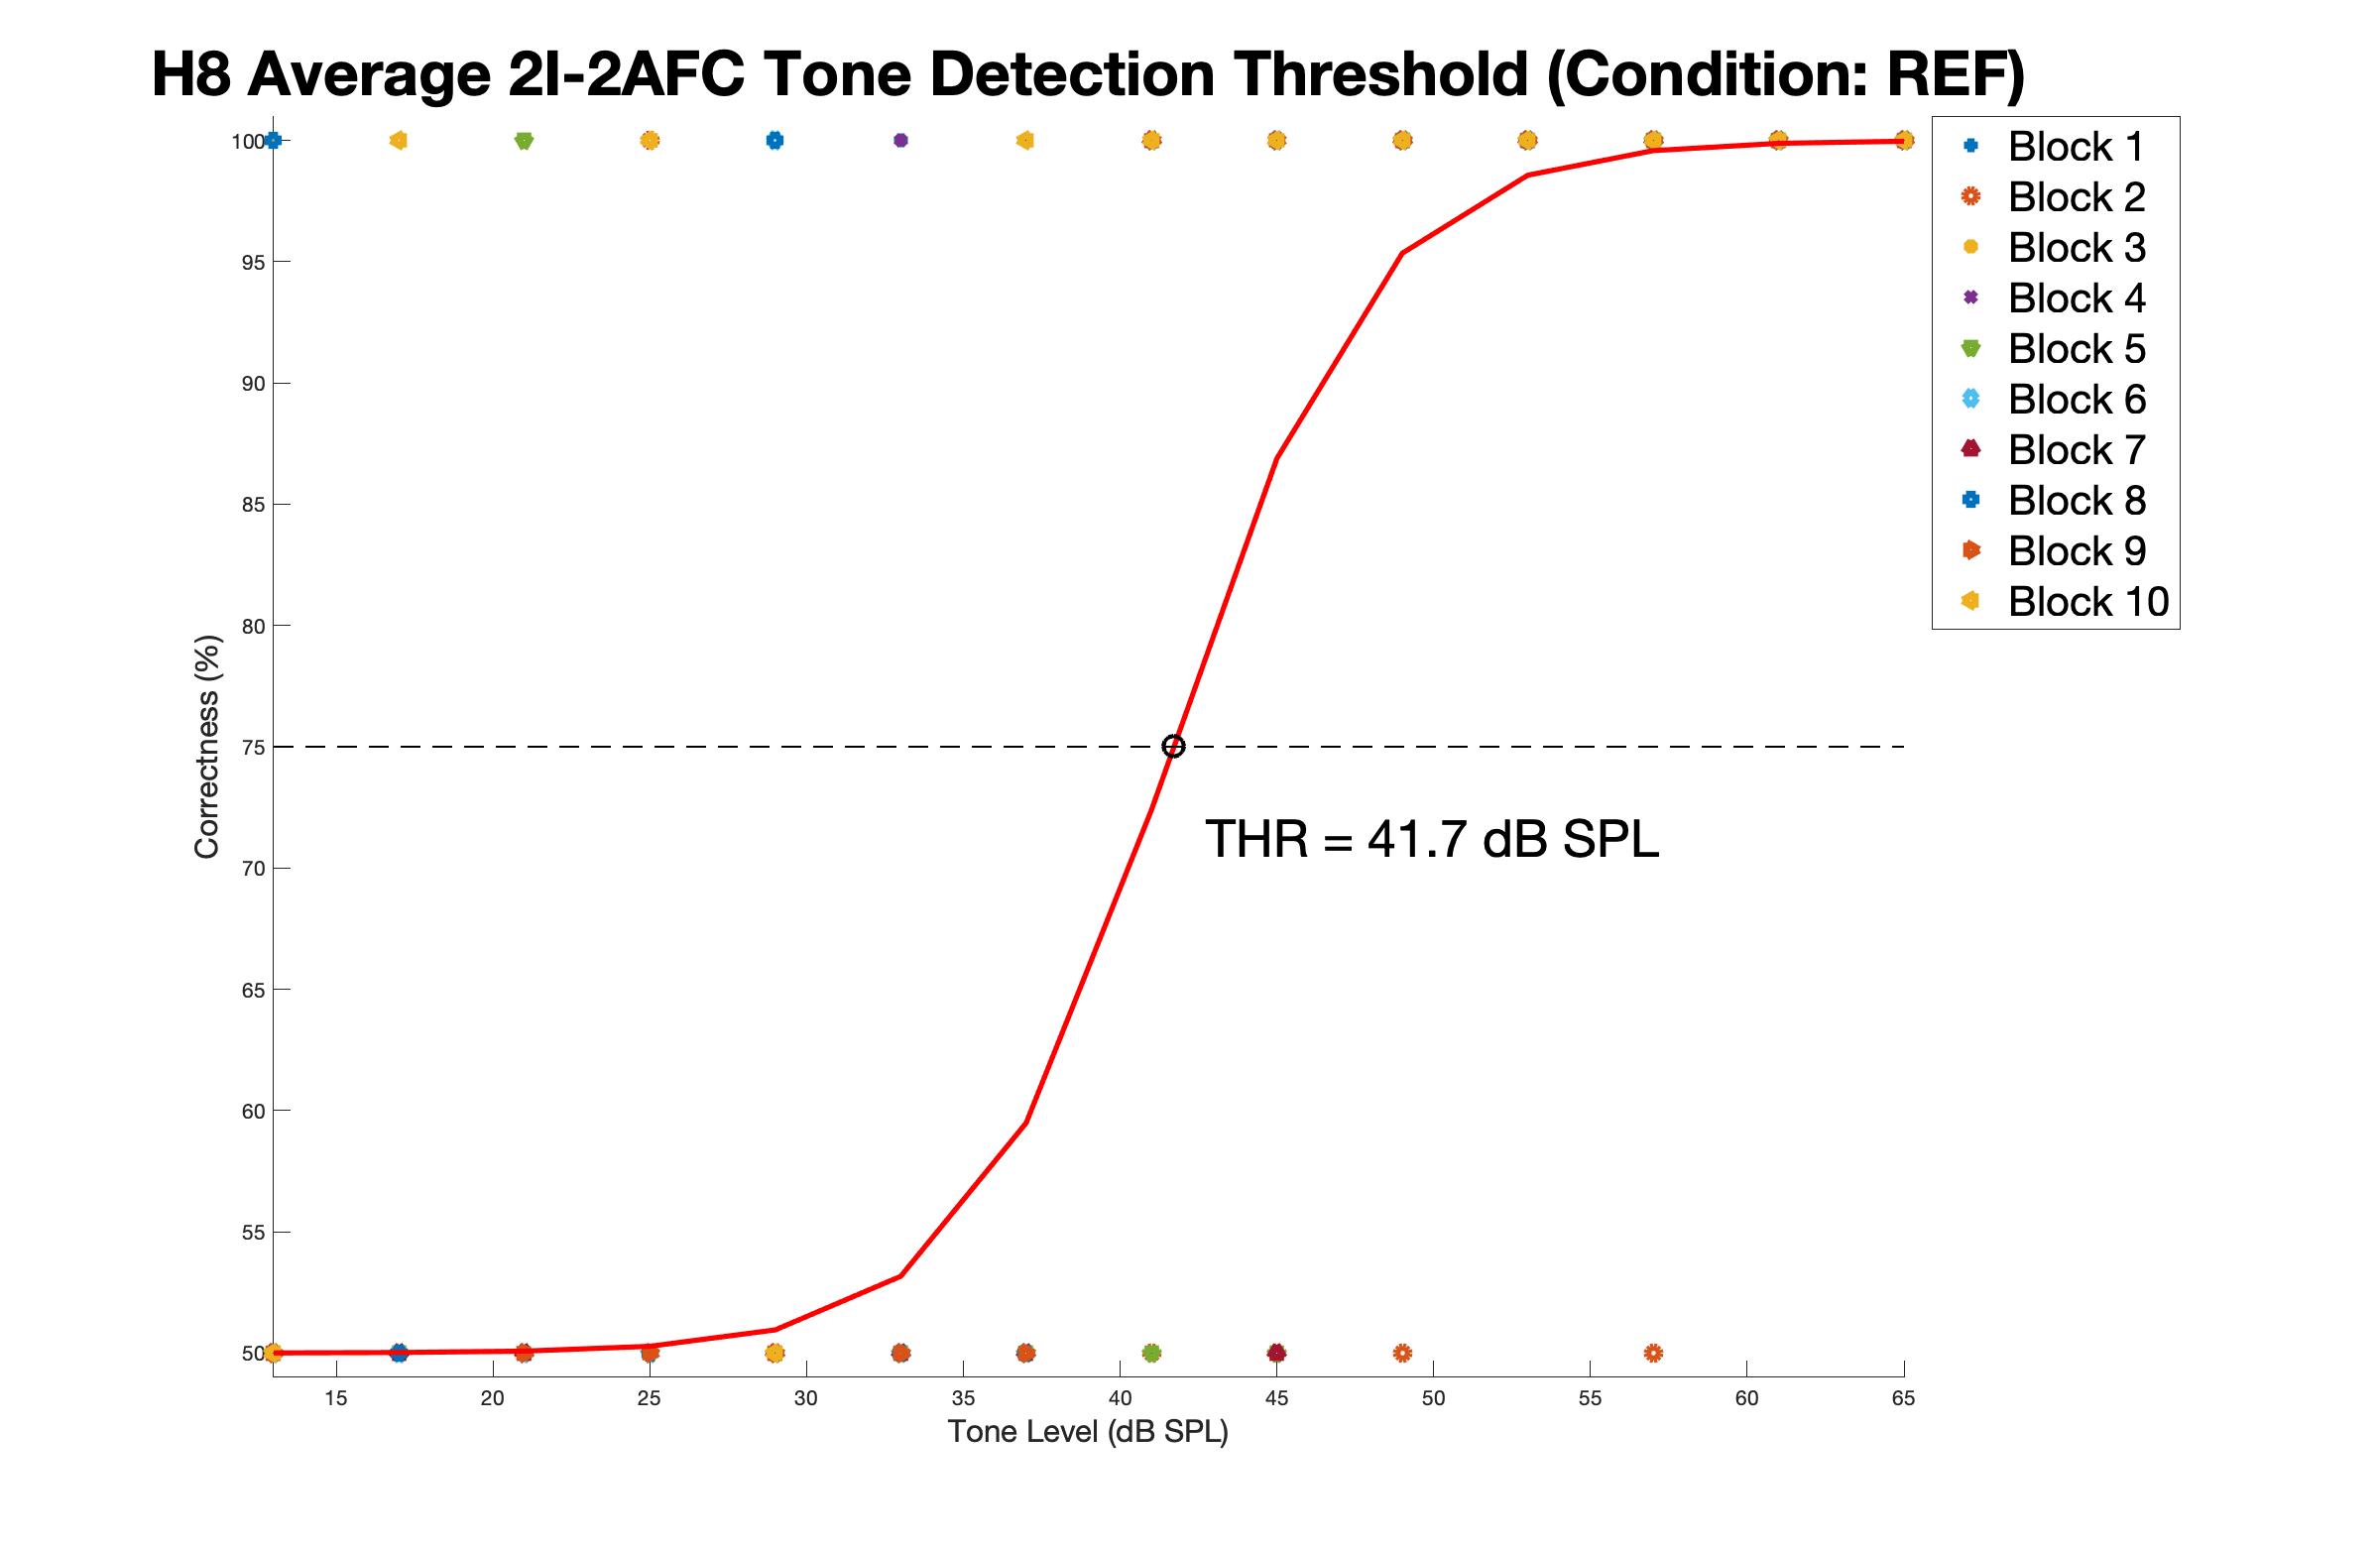 H8 Average 2I-2AFC Tone Detection Threshold (Condition: REF)
100
95
90
85
80
75
70
65
60
55
50
Correctness (%)
THR = 41.7 dB SPL
15 20 25 30 35 40 45 50 55 60 65
Tone Level (dB SPL)
Block 1
Block 2
Block 3
Block 4
Block 5
Block 6
Block 7
Block 8
Block 9
Block 10